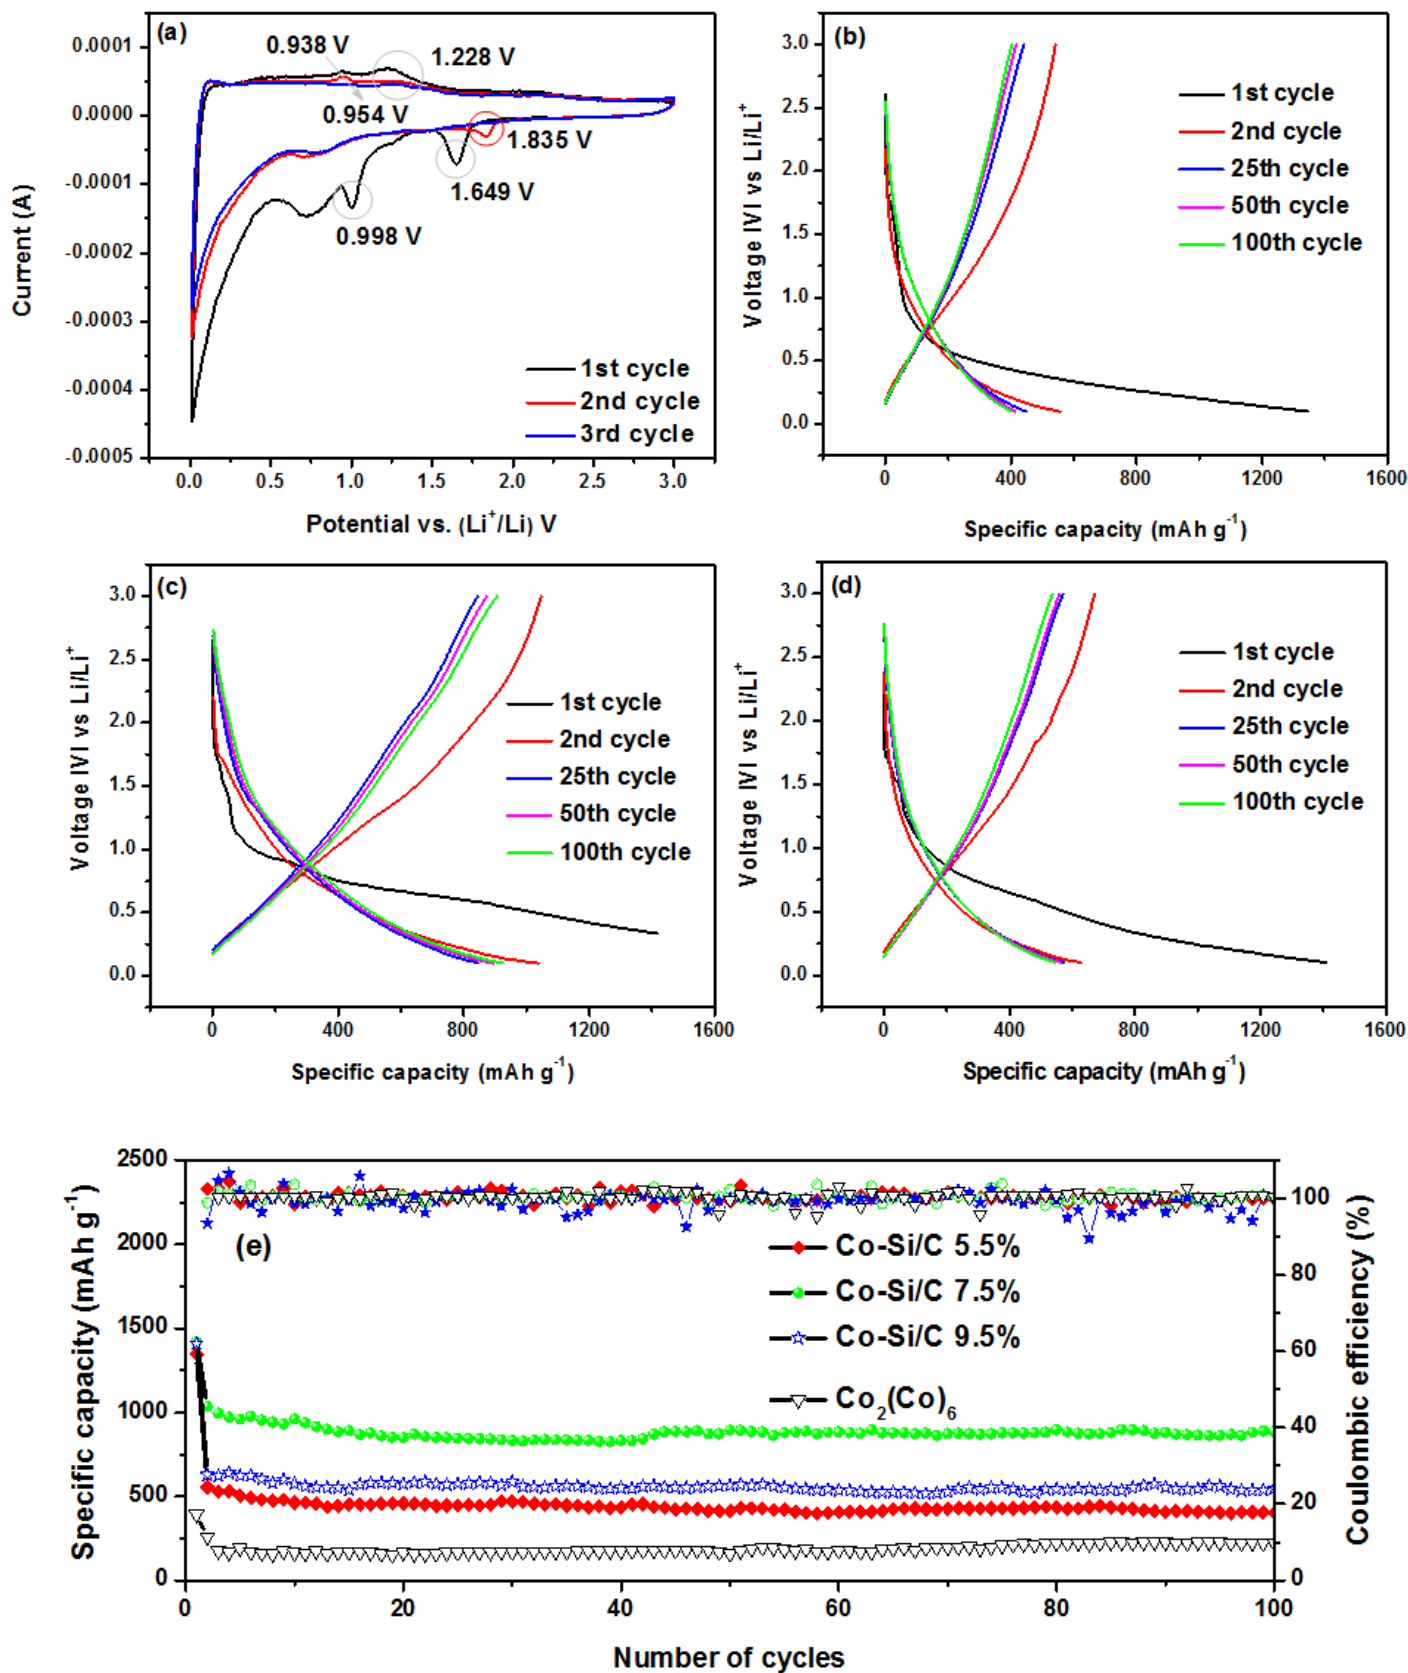 (a)
0.938 V
1.228 V
0.954 V
1.835 V
1.649 V
0.998 V
1st cycle
2nd cycle
3rd cycle
0.0001
0.0000
-0.0001
-0.0002
-0.0003
-0.0004
-0.0005
Current (A)
0.0 0.5 1.0 1.5 2.0 2.5 3.0
Potential vs. (Li⁺/Li) V
(b)
1st cycle
2nd cycle
25th cycle
50th cycle
100th cycle
3.0
2.5
2.0
1.5
1.0
0.5
0.0
Voltage IVI vs Li/Li⁺
0 400 800 1200 1600
Specific capacity (mAh g⁻¹)
(c)
1st cycle
2nd cycle
25th cycle
50th cycle
100th cycle
3.0
2.5
2.0
1.5
1.0
0.5
0.0
Voltage IVI vs Li/Li⁺
0 400 800 1200 1600
Specific capacity (mAh g⁻¹)
(d)
1st cycle
2nd cycle
25th cycle
50th cycle
100th cycle
3.0
2.5
2.0
1.5
1.0
0.5
0.0
Voltage IVI vs Li/Li⁺
0 400 800 1200 1600
Specific capacity (mAh g⁻¹)
(e)
Co-Si/C 5.5%
Co-Si/C 7.5%
Co-Si/C 9.5%
Co₂(Co)₆
2500
2000
1500
1000
500
0
Specific capacity (mAh g⁻¹)
100
80
60
40
20
0
Coulombic efficiency (%)
0 20 40 60 80 100
Number of cycles